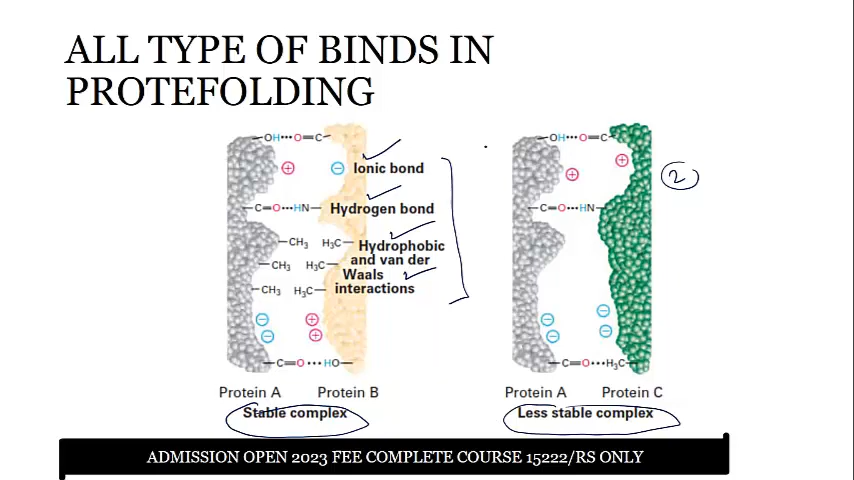 ALL TYPE OF BINDS IN
PROTEFOLDING
OH•••O=C
+
−
Ionic bond
C=O•••HN
Hydrogen bond
CH₃ H₃C
Hydrophobic
CH₃ H₃C
and van der
Waals
CH₃ H₃C
interactions
− +
− +
C=O•••HO
Protein A Protein B
Stable complex
OH•••O=C
+
+
2
C=O•••HN
− −
− −
C=O•••H₃C
Protein A Protein C
Less stable complex
ADMISSION OPEN 2023 FEE COMPLETE COURSE 15222/RS ONLY